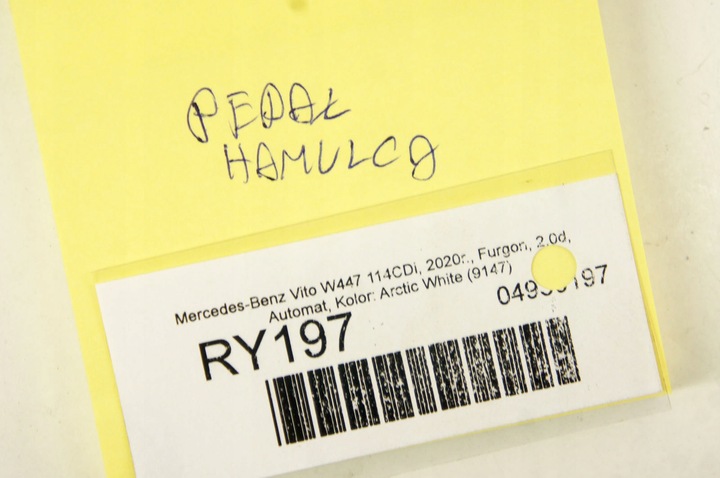 PEDAŁ
HAMULCA
Mercedes-Benz Vito W447 114CDi, 2020r., Furgon, 2.0d,
Automat, Kolor: Arctic White (9147)
RY197